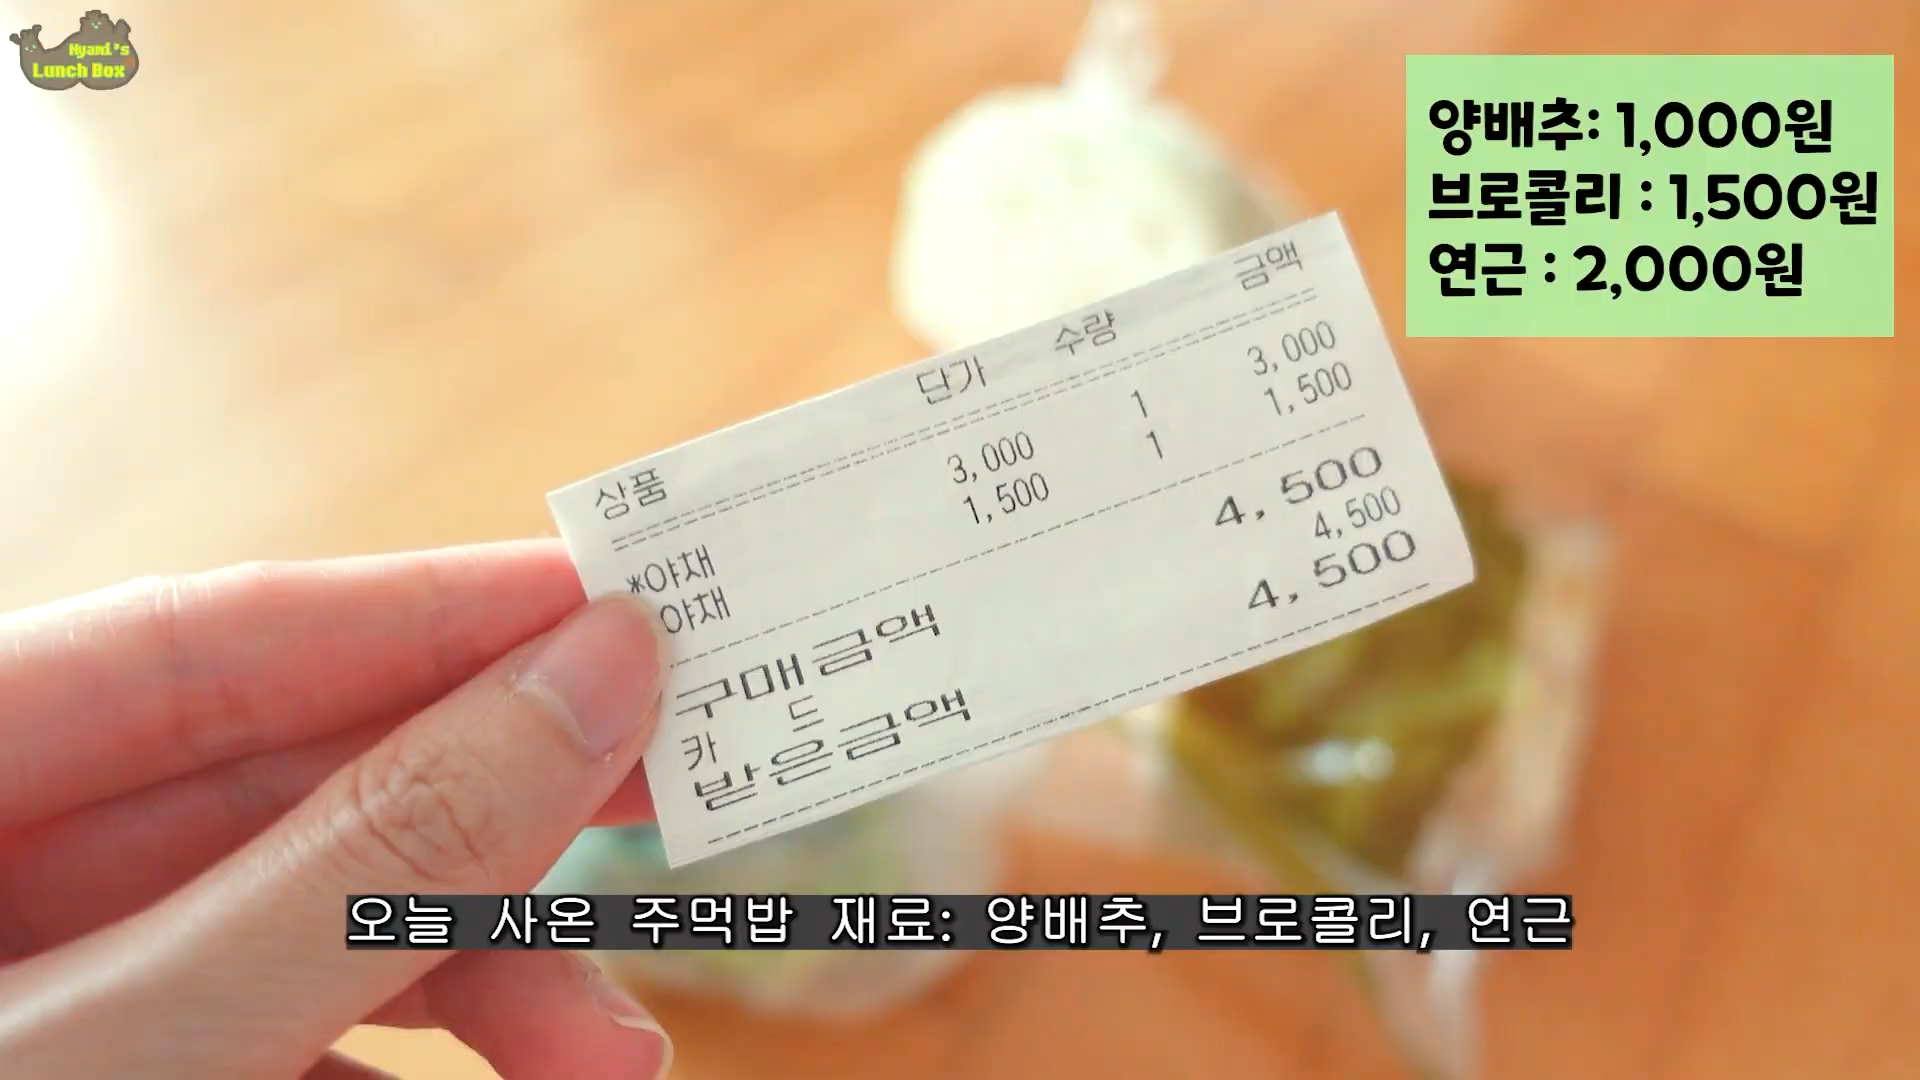 Nyami's
Lunch Box
양배추: 1,000원
브로콜리 : 1,500원
연근 : 2,000원
상품 단가 수량 금액
*야채 3,000 1 3,000
야채 1,500 1 1,500
구매금액 4,500
카 드 4,500
받은금액 4,500
오늘 사온 주먹밥 재료: 양배추, 브로콜리, 연근